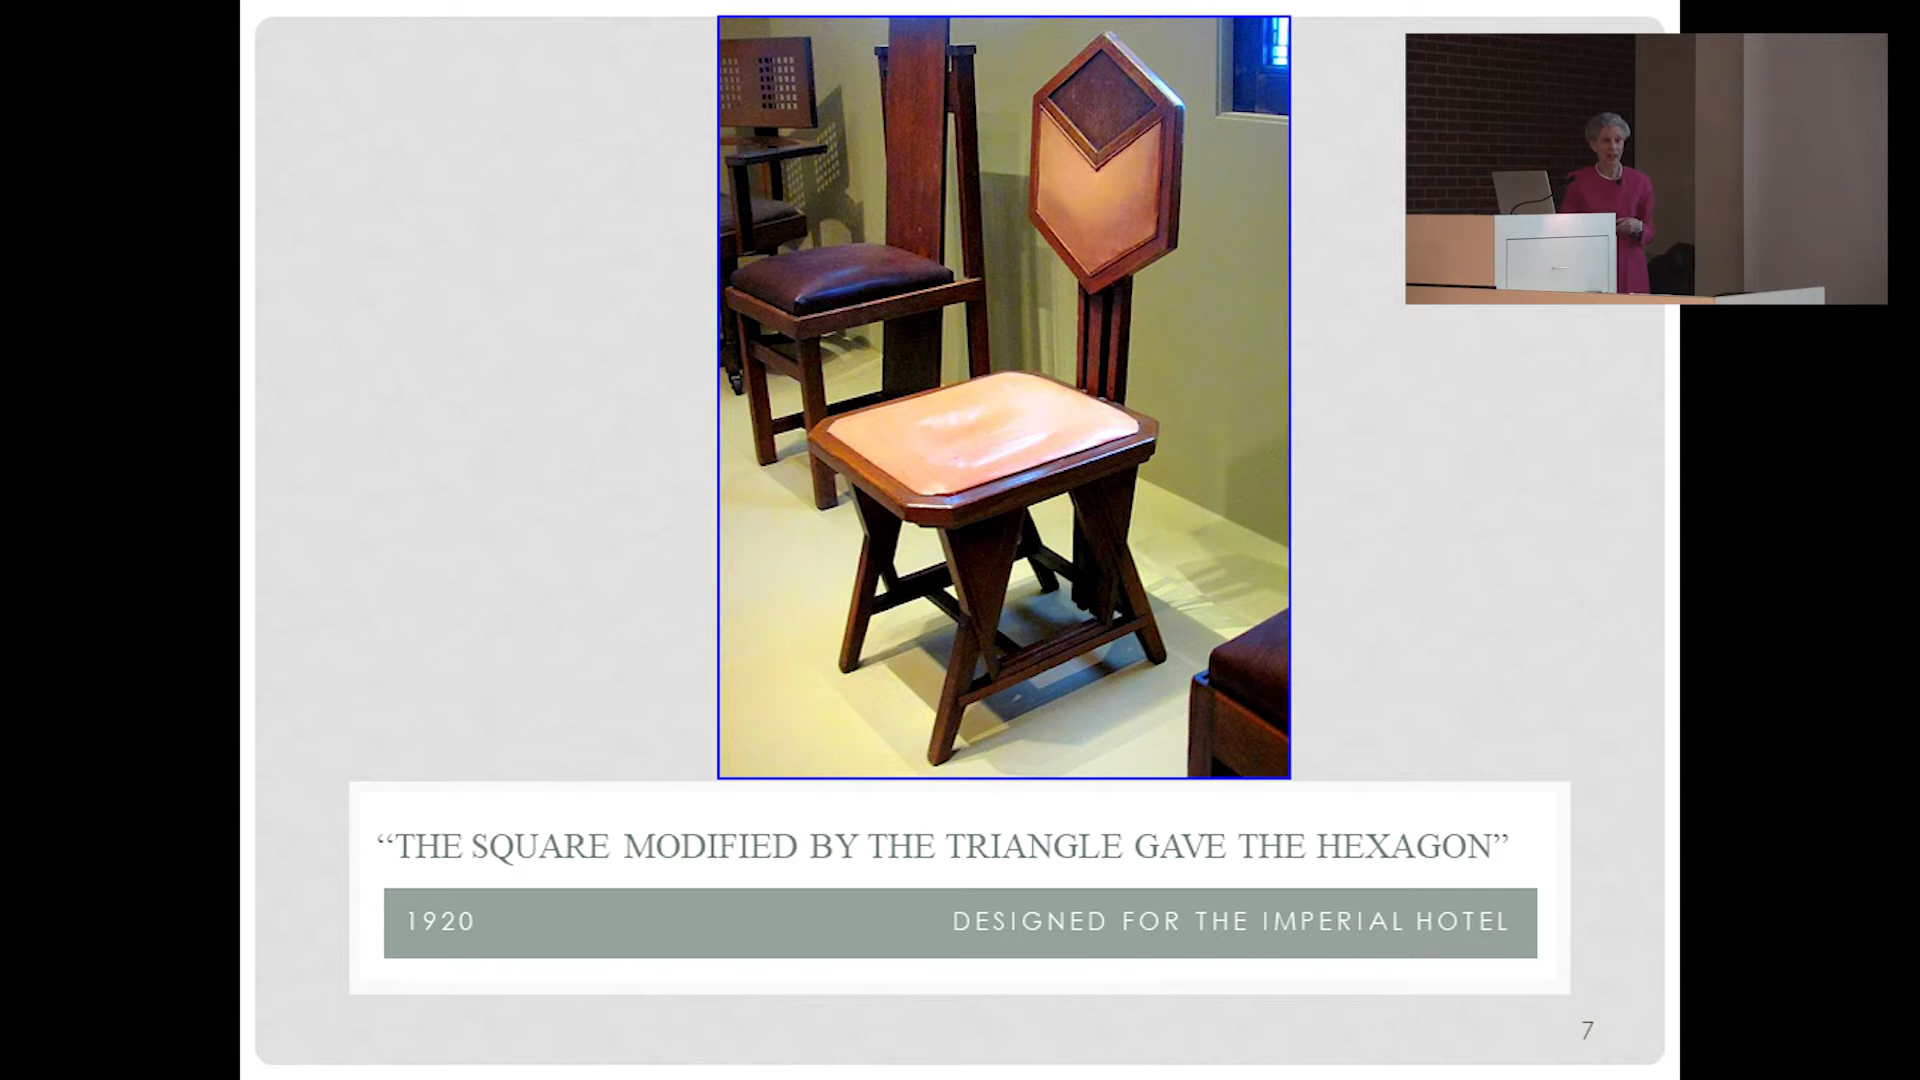 “THE SQUARE MODIFIED BY THE TRIANGLE GAVE THE HEXAGON”
1920 DESIGNED FOR THE IMPERIAL HOTEL
7